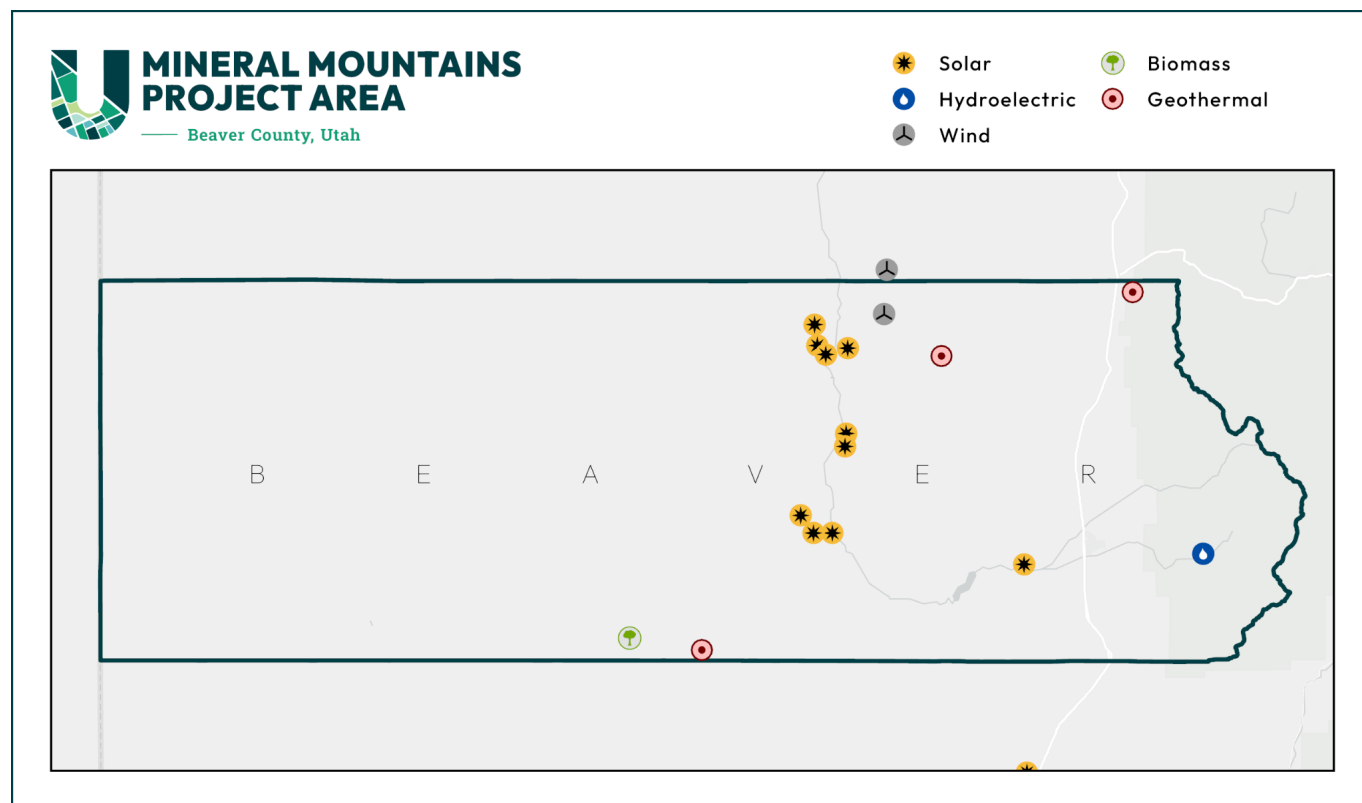 MINERAL MOUNTAINS
PROJECT AREA
Beaver County, Utah
Solar
Hydroelectric
Wind
Biomass
Geothermal
B E A V E R